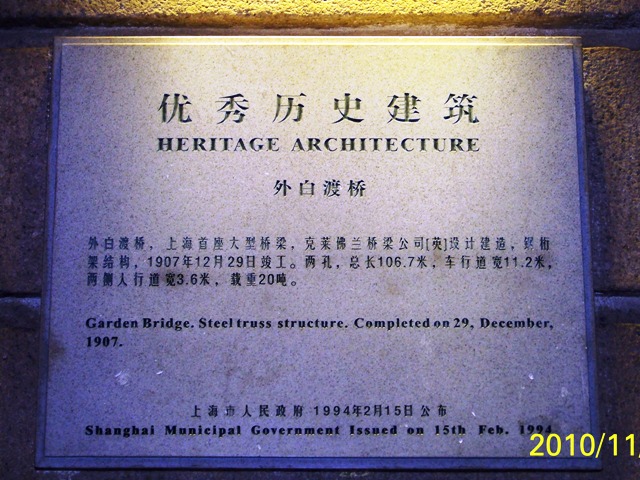 优秀历史建筑
HERITAGE ARCHITECTURE
外白渡桥
外白渡桥，上海首座大型桥梁，克莱佛兰桥梁公司[英]设计建造，钢桁
架结构，1907年12月29日竣工。两孔，总长106.7米，车行道宽11.2米，
两侧人行道宽3.6米，载重20吨。
Garden Bridge. Steel truss structure. Completed on 29, December,
1907.
上海市人民政府 1994年2月15日公布
Shanghai Municipal Government Issued on 15th Feb. 1994
2010/11/